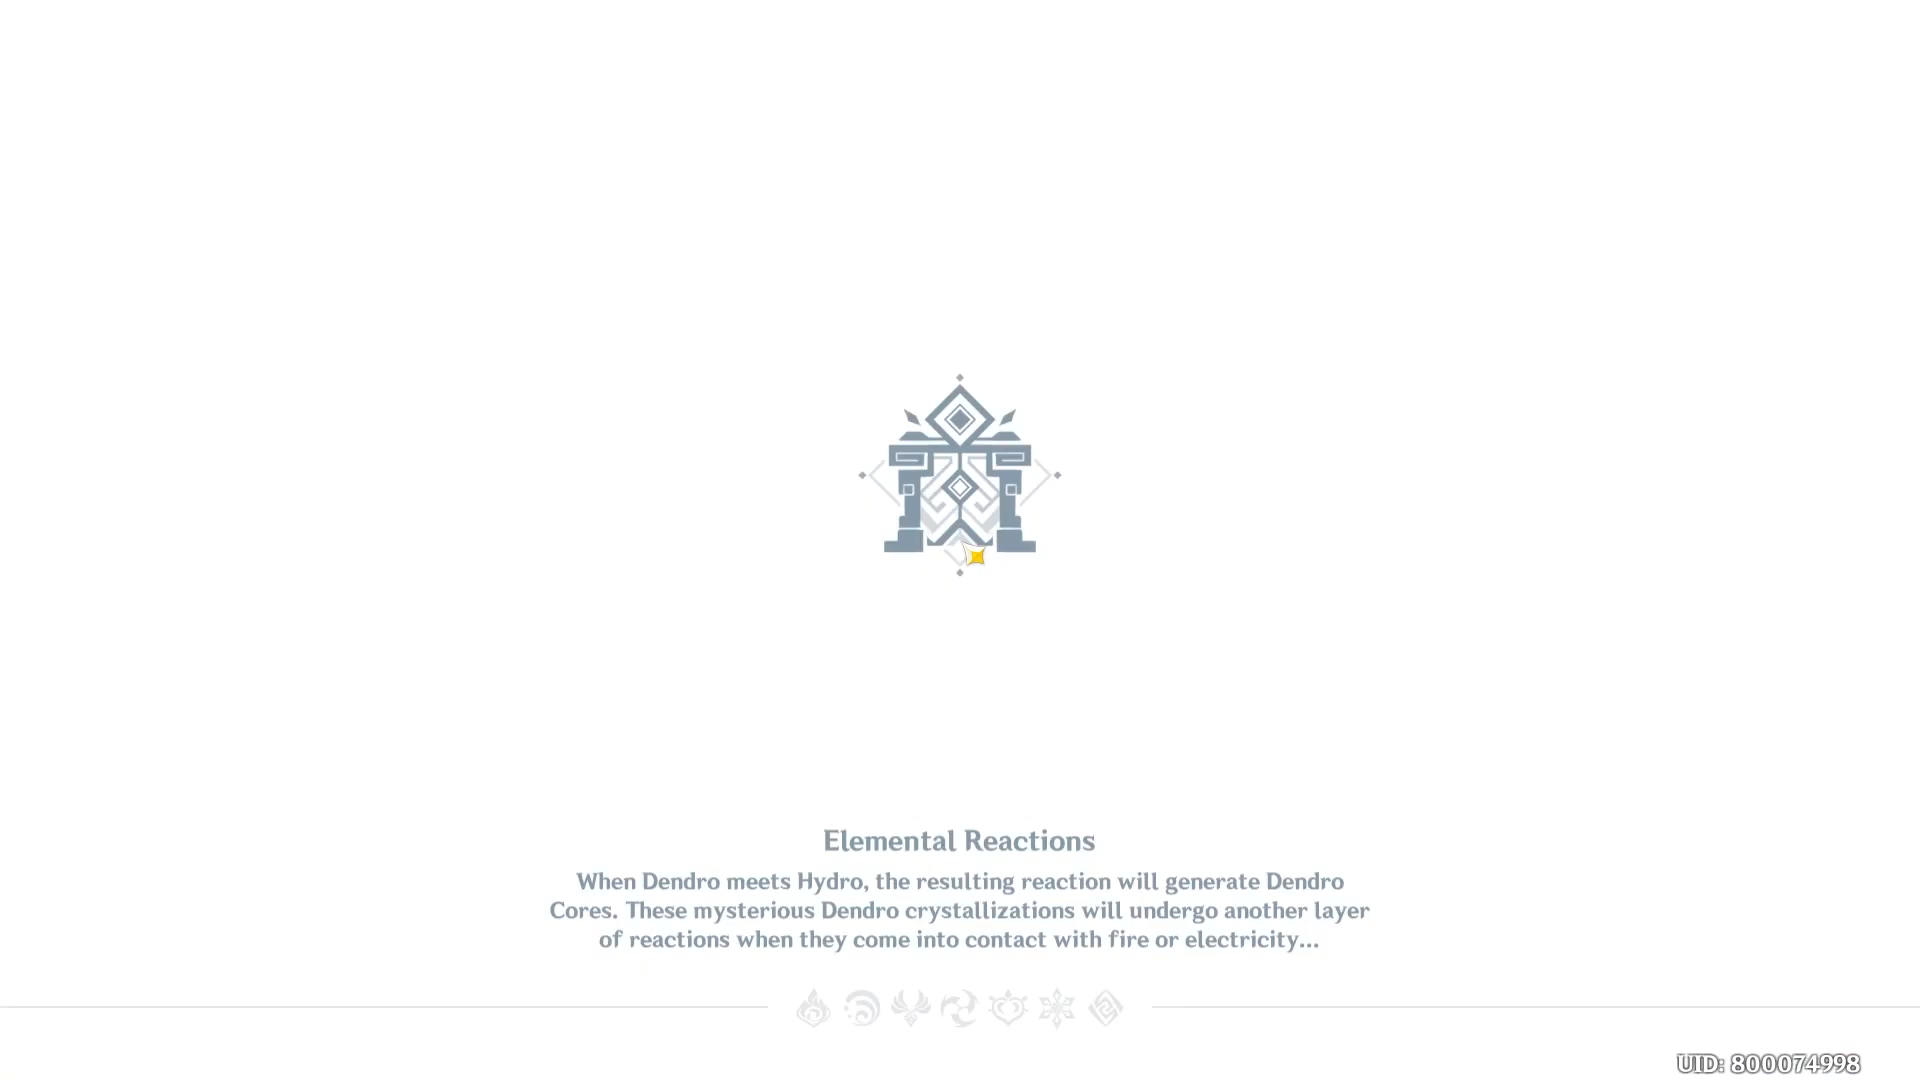 Elemental Reactions
When Dendro meets Hydro, the resulting reaction will generate Dendro
Cores. These mysterious Dendro crystallizations will undergo another layer
of reactions when they come into contact with fire or electricity...
UID: 800074998